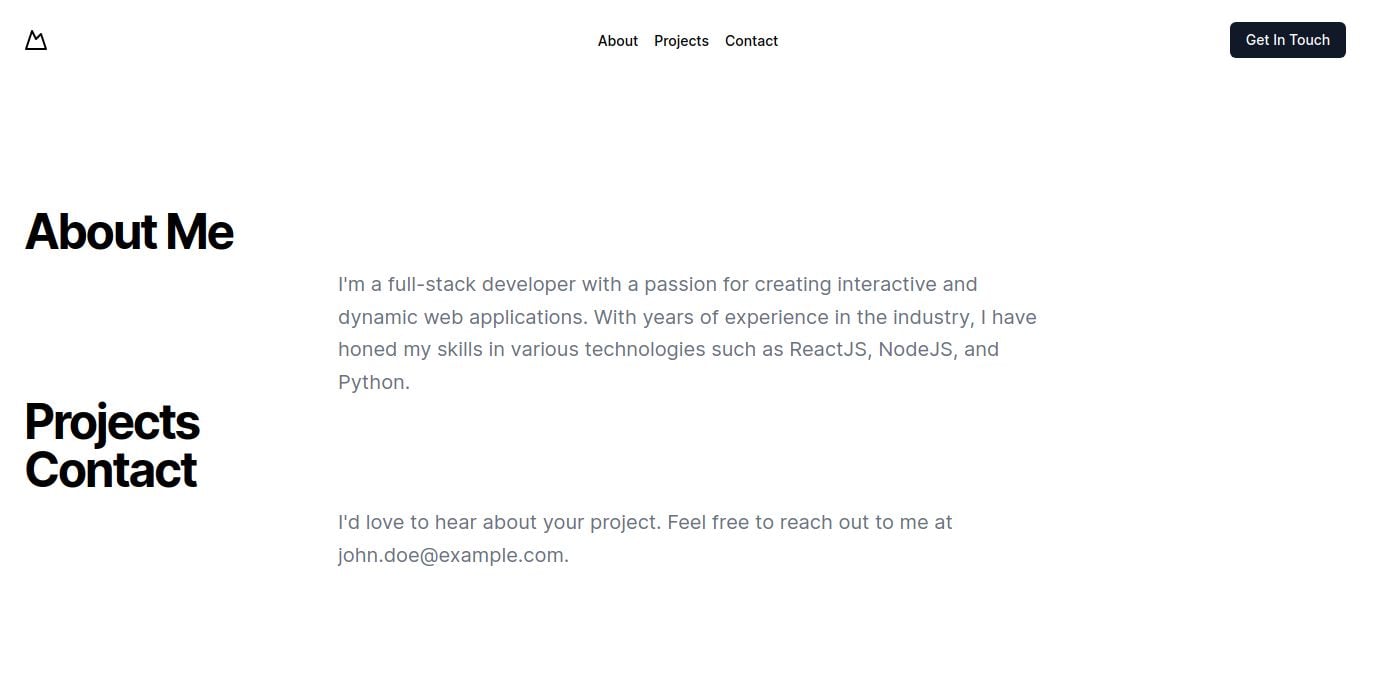 About Projects Contact Get In Touch
About Me
I'm a full-stack developer with a passion for creating interactive and
dynamic web applications. With years of experience in the industry, I have
honed my skills in various technologies such as ReactJS, NodeJS, and
Python.
Projects
Contact
I'd love to hear about your project. Feel free to reach out to me at
john.doe@example.com.